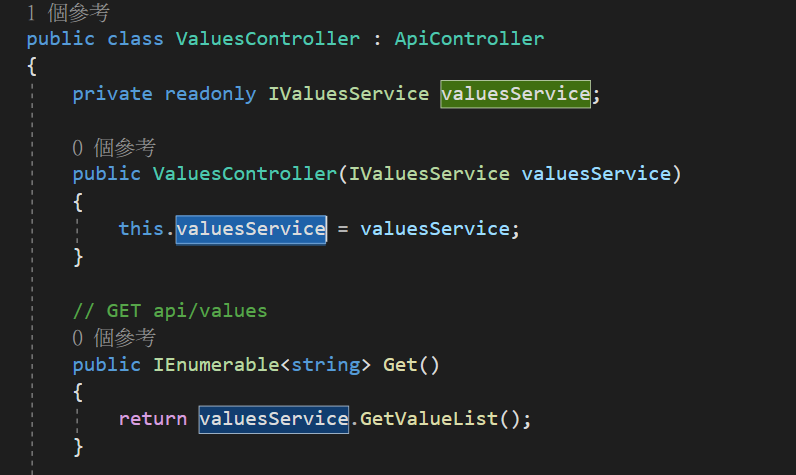 1 個參考
public class ValuesController : ApiController
{
private readonly IValuesService valuesService;
0 個參考
public ValuesController(IValuesService valuesService)
{
this.valuesService = valuesService;
}
// GET api/values
0 個參考
public IEnumerable<string> Get()
{
return valuesService.GetValueList();
}